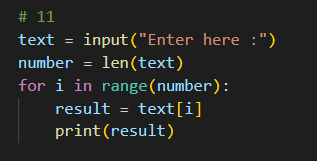 # 11
text = input("Enter here :")
number = len(text)
for i in range(number):
    result = text[i]
    print(result)